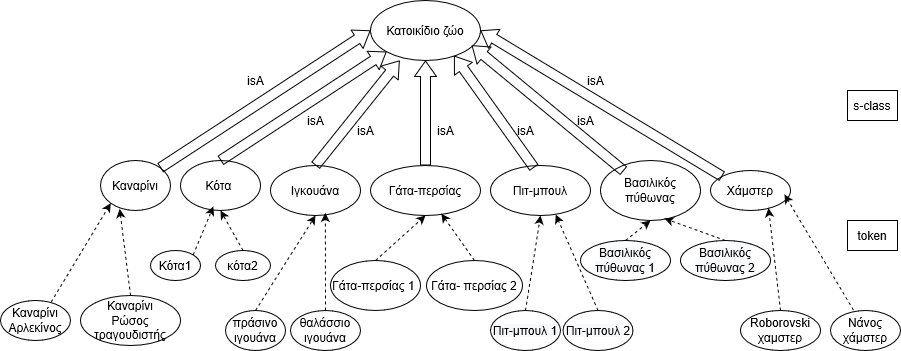 Κατοικίδιο ζώο
isA
isA
isA
isA
isA
isA
isA
s-class
Καναρίνι
Κότα
Ιγκουάνα
Γάτα-περσίας
Πιτ-μπουλ
Βασιλικός
πύθωνας
Χάμστερ
token
Κότα1
κότα2
Βασιλικός
πύθωνας 1
Βασιλικός
πύθωνας 2
Γάτα-περσίας 1
Γάτα- περσίας 2
Καναρίνι
Αρλεκίνος
Καναρίνι
Ρώσος
τραγουδιστής
πράσινο
ιγουάνα
θαλάσσιο
ιγουάνα
Πιτ-μπουλ 1
Πιτ-μπουλ 2
Roborovski
χαμστερ
Νάνος
χάμστερ